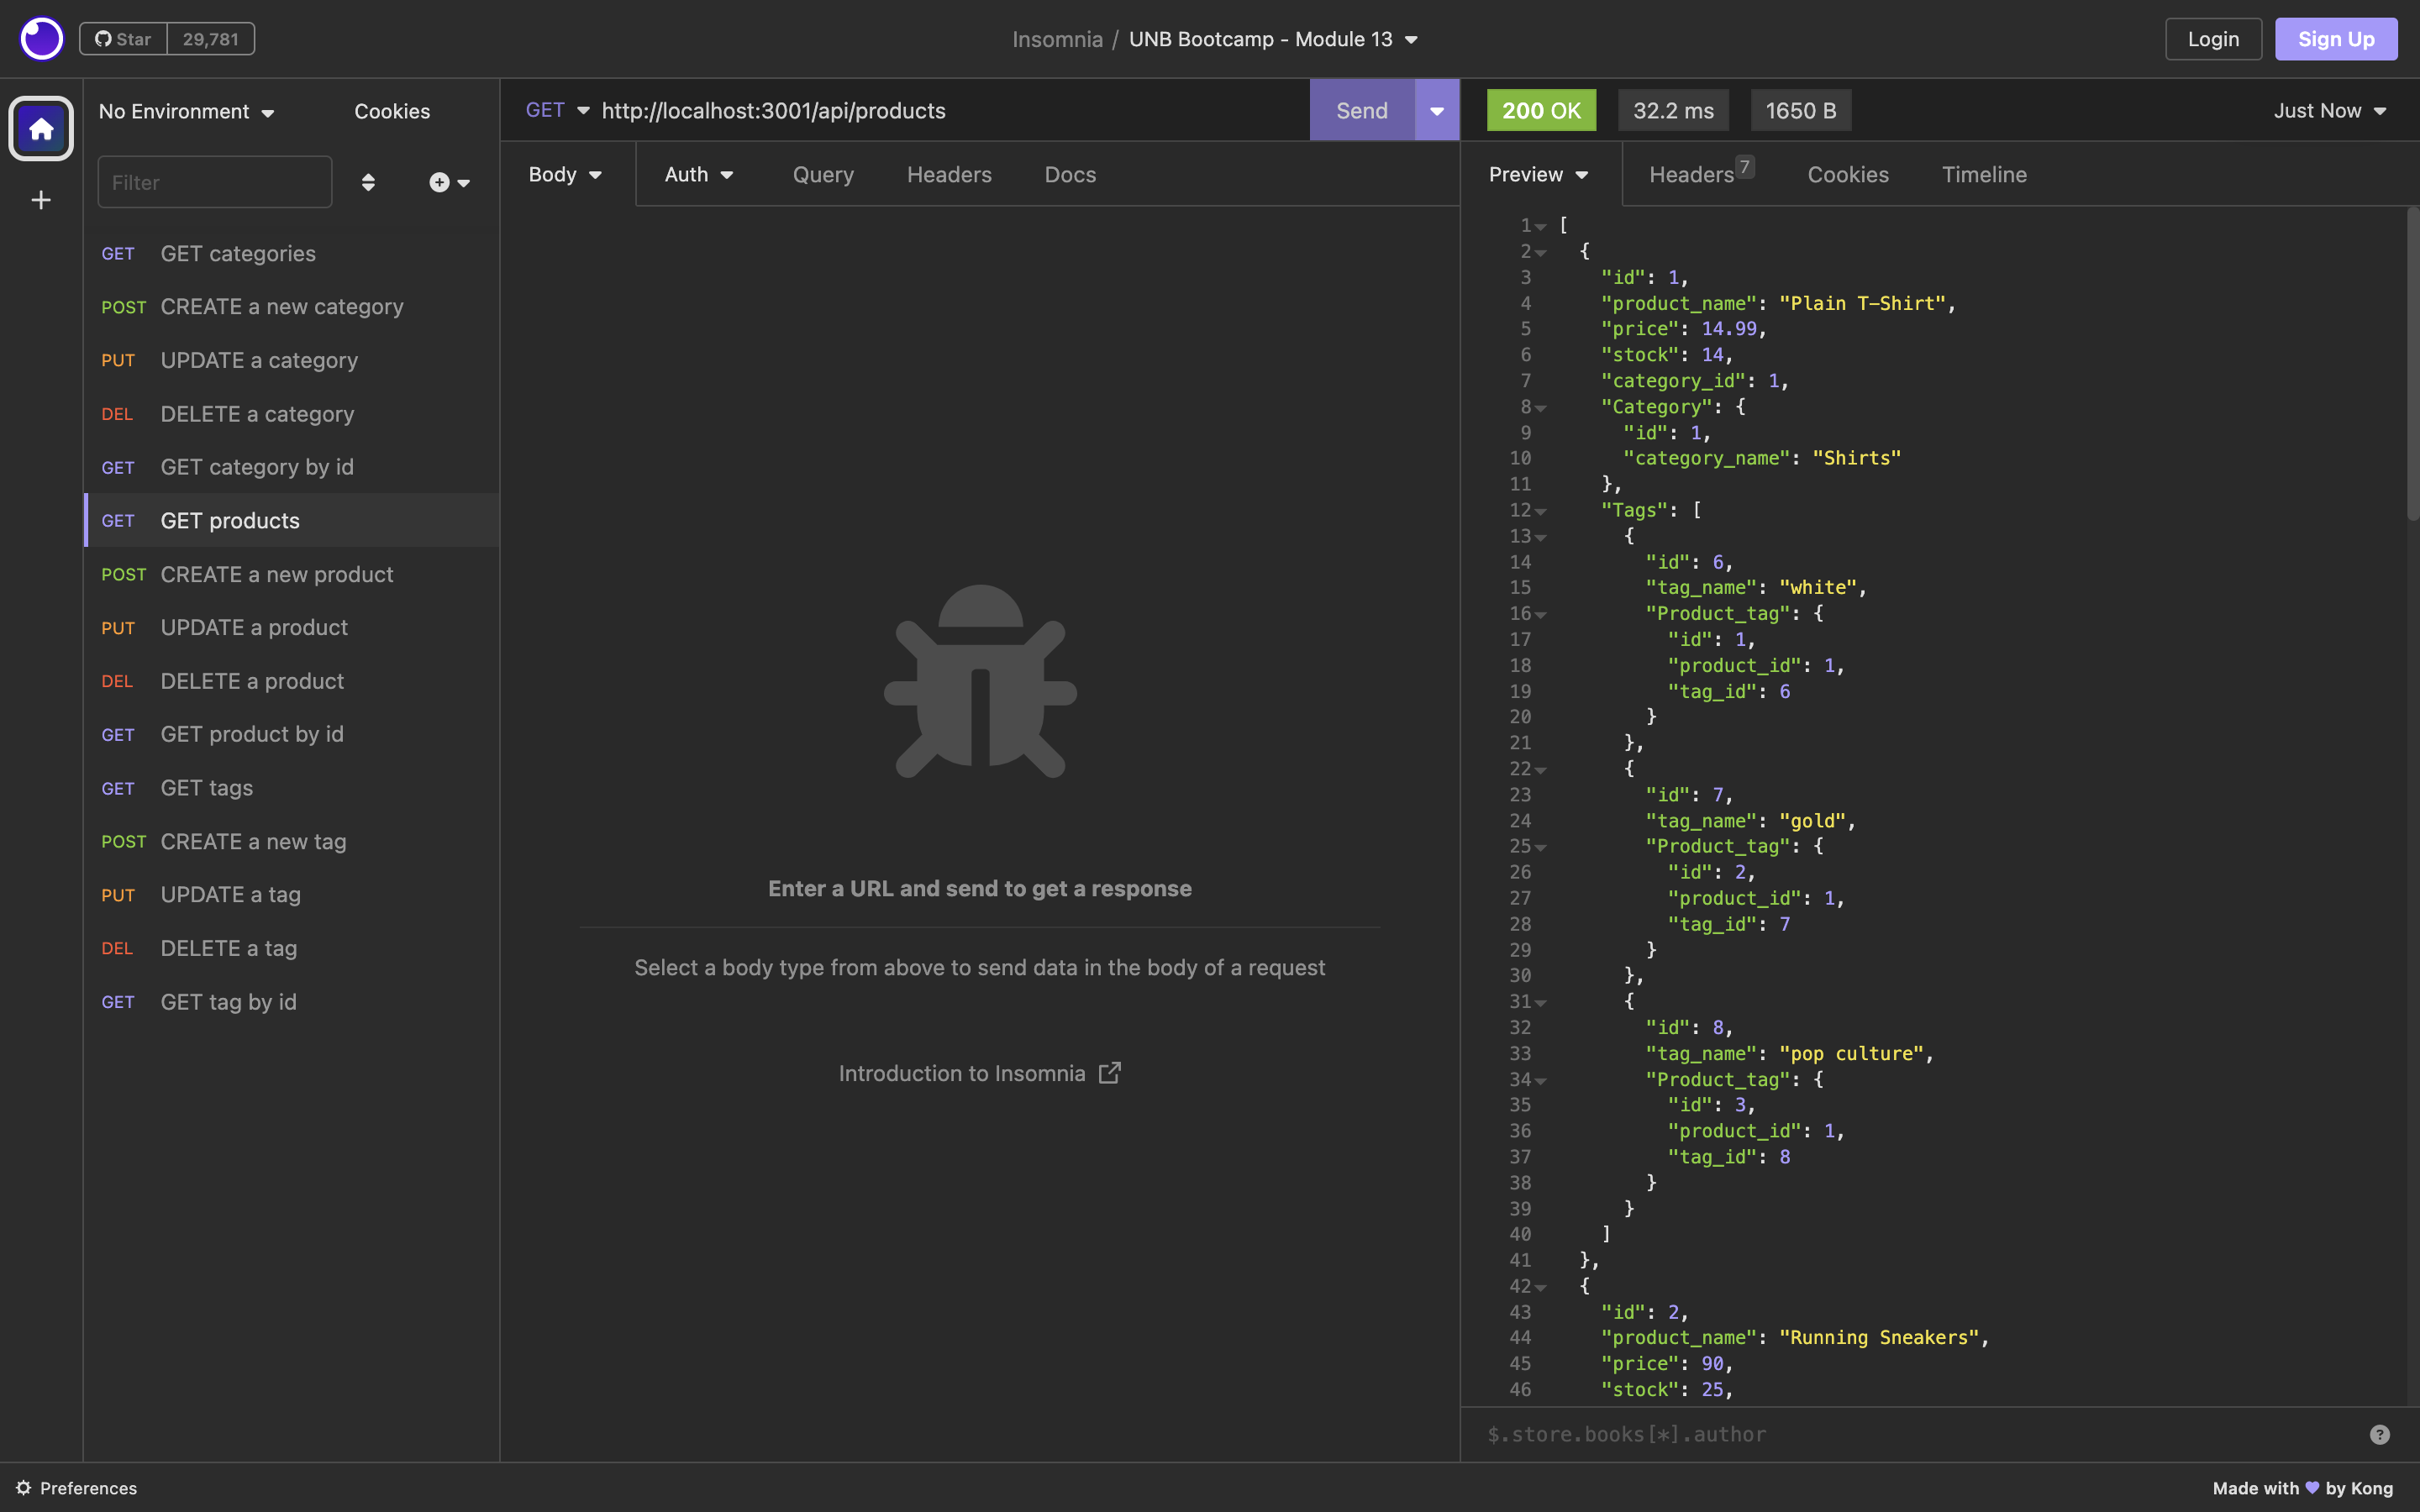 Star 29,781
Insomnia / UNB Bootcamp - Module 13
Login
Sign Up
No Environment
Cookies
Filter
GET GET categories
POST CREATE a new category
PUT UPDATE a category
DEL DELETE a category
GET GET category by id
GET GET products
POST CREATE a new product
PUT UPDATE a product
DEL DELETE a product
GET GET product by id
GET GET tags
POST CREATE a new tag
PUT UPDATE a tag
DEL DELETE a tag
GET GET tag by id
GET http://localhost:3001/api/products
Send
Body Auth Query Headers Docs
Enter a URL and send to get a response
Select a body type from above to send data in the body of a request
Introduction to Insomnia
200 OK 32.2 ms 1650 B Just Now
Preview Headers 7 Cookies Timeline
1 [
2 {
3 "id": 1,
4 "product_name": "Plain T-Shirt",
5 "price": 14.99,
6 "stock": 14,
7 "category_id": 1,
8 "Category": {
9 "id": 1,
10 "category_name": "Shirts"
11 },
12 "Tags": [
13 {
14 "id": 6,
15 "tag_name": "white",
16 "Product_tag": {
17 "id": 1,
18 "product_id": 1,
19 "tag_id": 6
20 }
21 },
22 {
23 "id": 7,
24 "tag_name": "gold",
25 "Product_tag": {
26 "id": 2,
27 "product_id": 1,
28 "tag_id": 7
29 }
30 },
31 {
32 "id": 8,
33 "tag_name": "pop culture",
34 "Product_tag": {
35 "id": 3,
36 "product_id": 1,
37 "tag_id": 8
38 }
39 }
40 ]
41 },
42 {
43 "id": 2,
44 "product_name": "Running Sneakers",
45 "price": 90,
46 "stock": 25,
$.store.books[*].author
?
Preferences
Made with 💜 by Kong